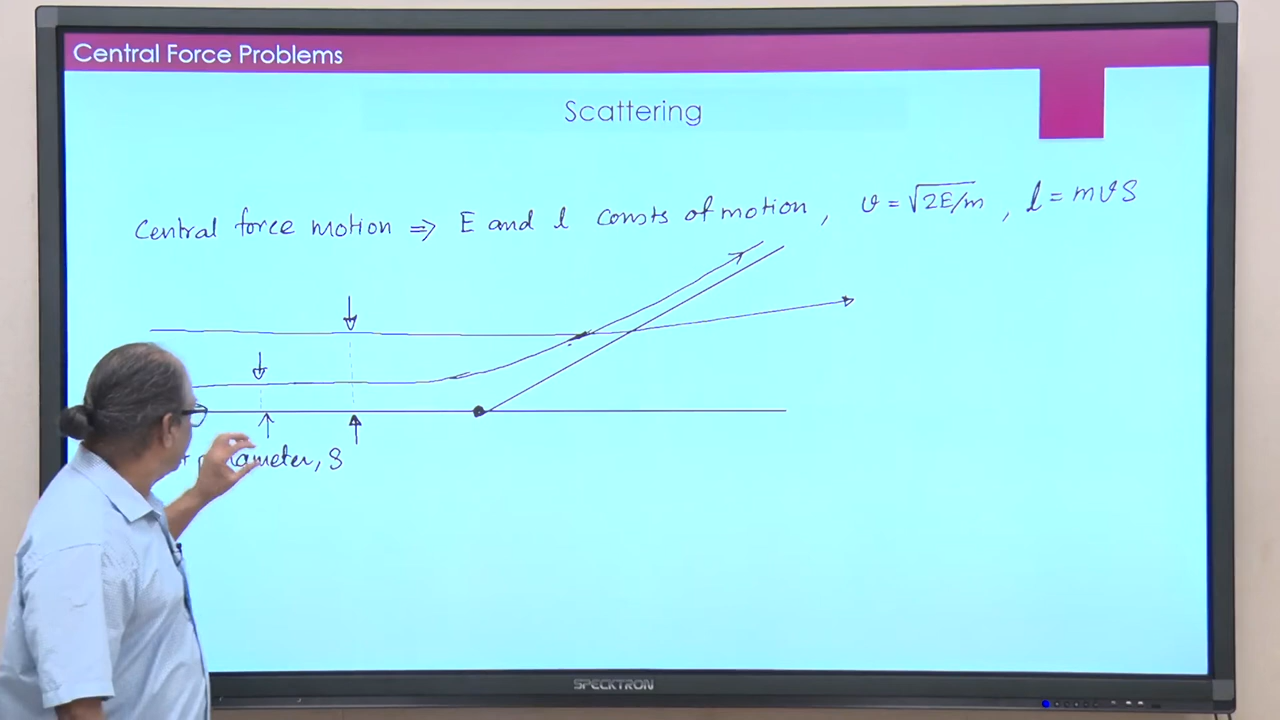 Central Force Problems
Scattering
Central force motion ⇒ E and l consts of motion, v = √2E/m, l = mvS
parameter, S
SPECKTRON